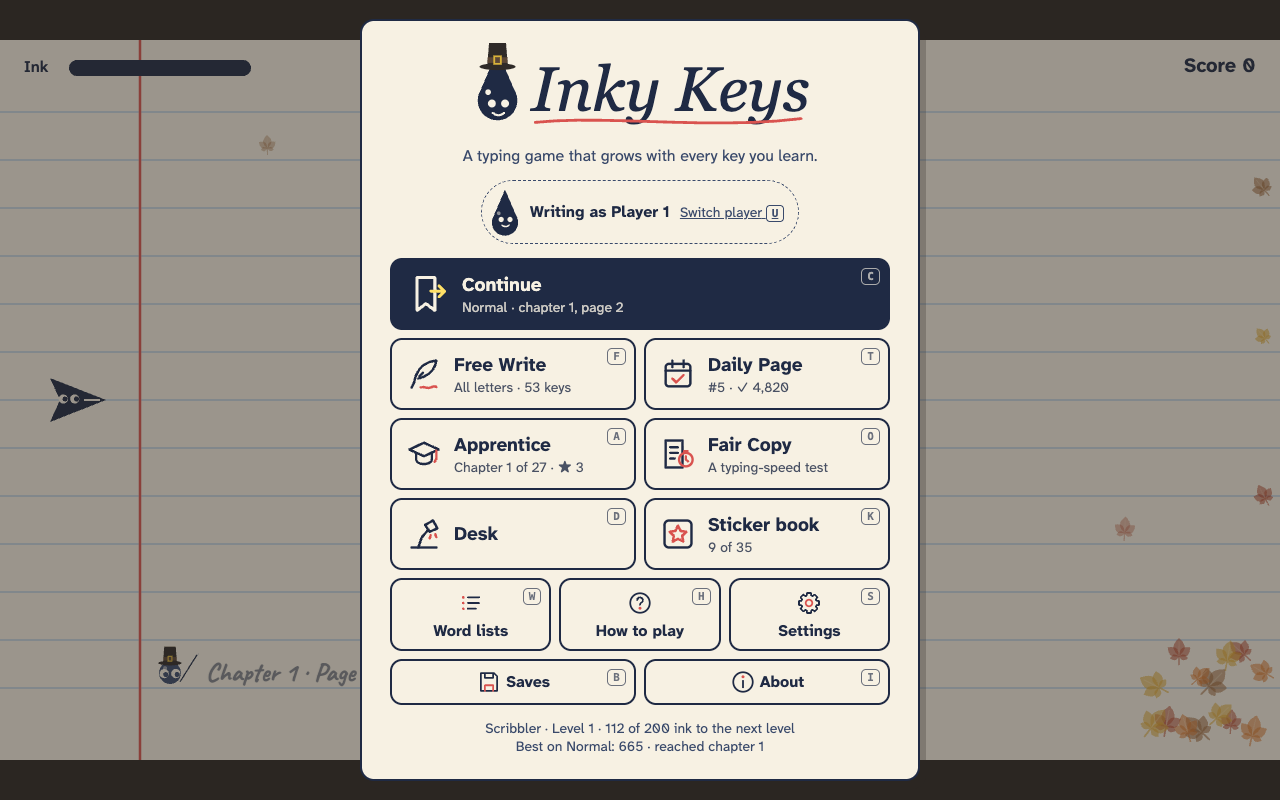 Ink
Score 0
Inky Keys
A typing game that grows with every key you learn.
Writing as Player 1 Switch player U
Continue C
Normal · chapter 1, page 2
Free Write F
All letters · 53 keys
Daily Page T
#5 · ✓ 4,820
Apprentice A
Chapter 1 of 27 · ★ 3
Fair Copy O
A typing-speed test
Desk D
Sticker book K
9 of 35
Word lists W
How to play H
Settings S
Chapter 1 · Page
Saves B
About I
Scribbler · Level 1 · 112 of 200 ink to the next level
Best on Normal: 665 · reached chapter 1